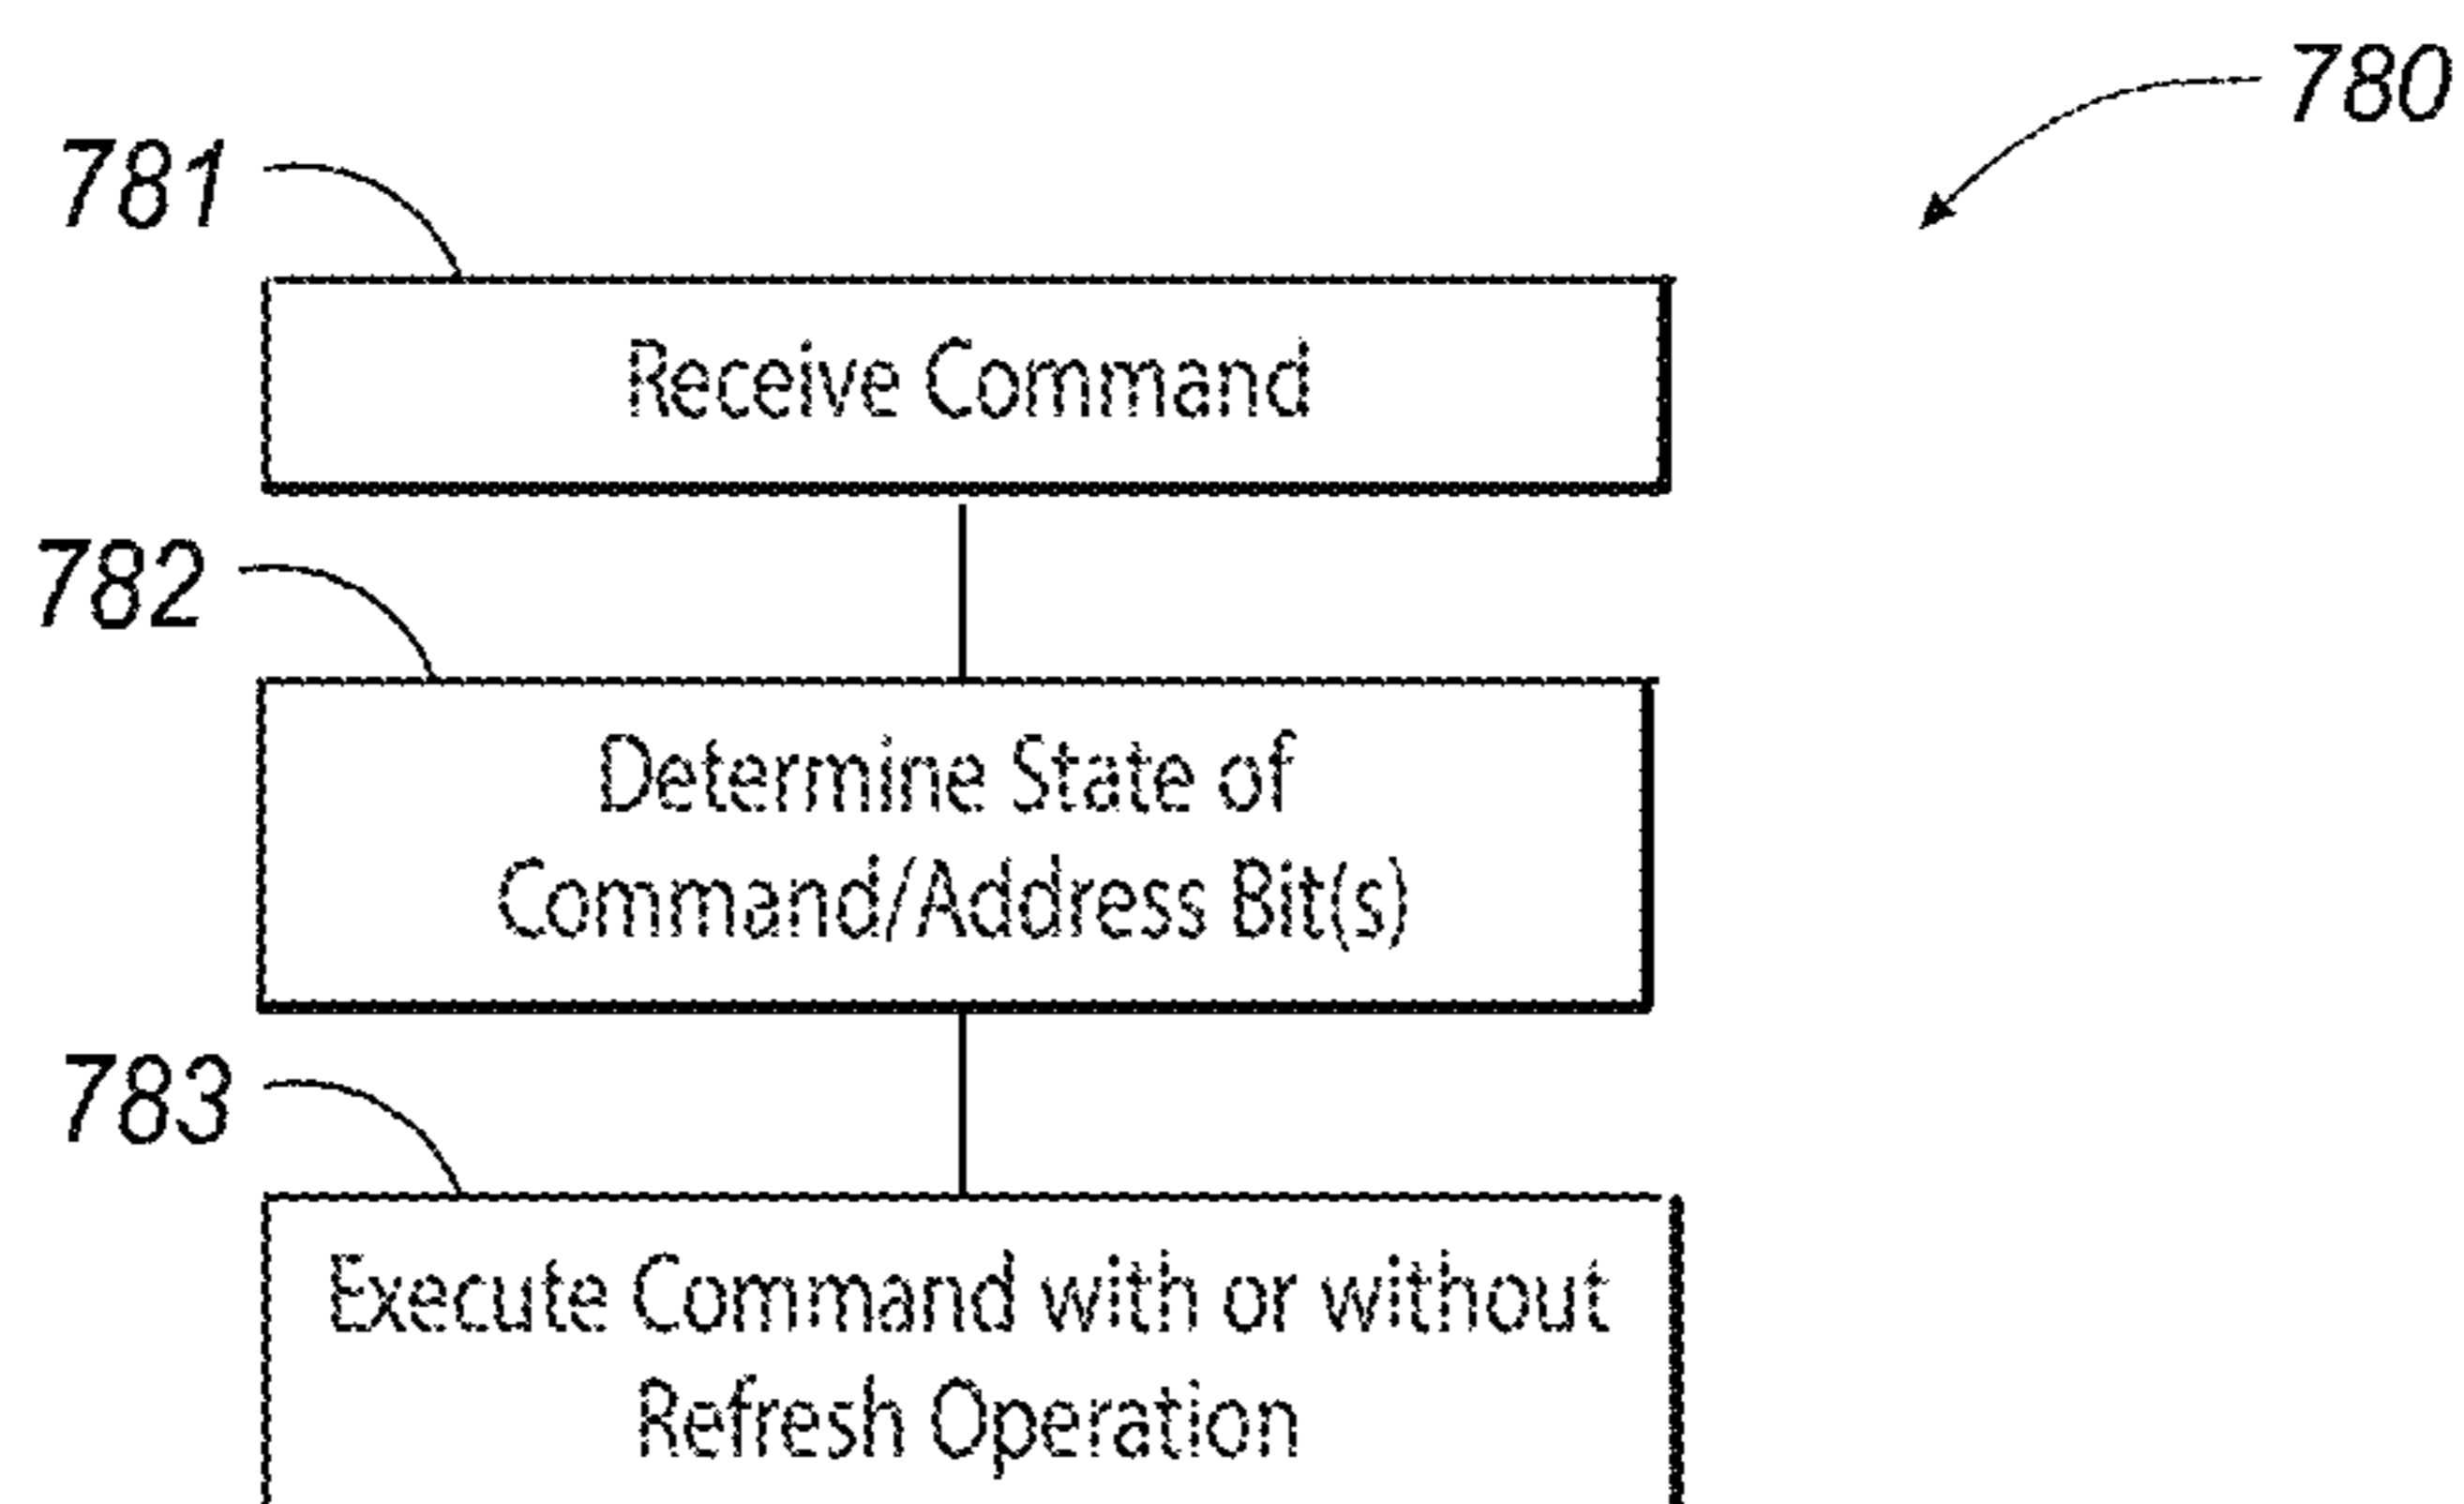 780
781
Receive Command
782
Determine State of
Command/Address Bit(s)
783
Execute Command with or without
Refresh Operation